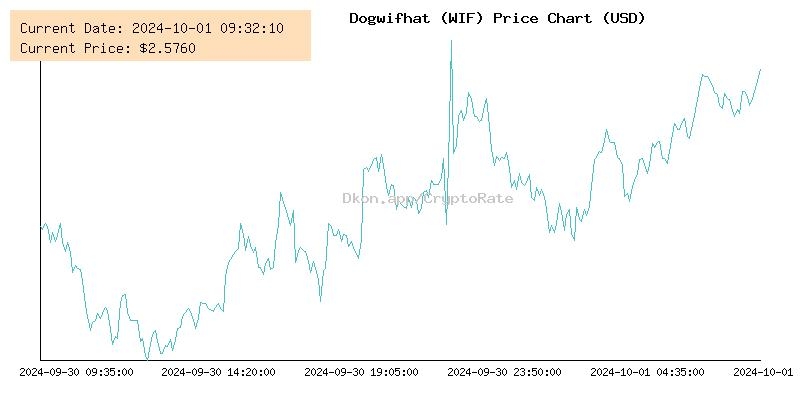 Dogwifhat (WIF) Price Chart (USD)
Current Date: 2024-10-01 09:32:10
Current Price: $2.5760
Dkon.app/CryptoRate
2024-09-30 09:35:00
2024-09-30 14:20:00
2024-09-30 19:05:00
2024-09-30 23:50:00
2024-10-01 04:35:00
2024-10-01